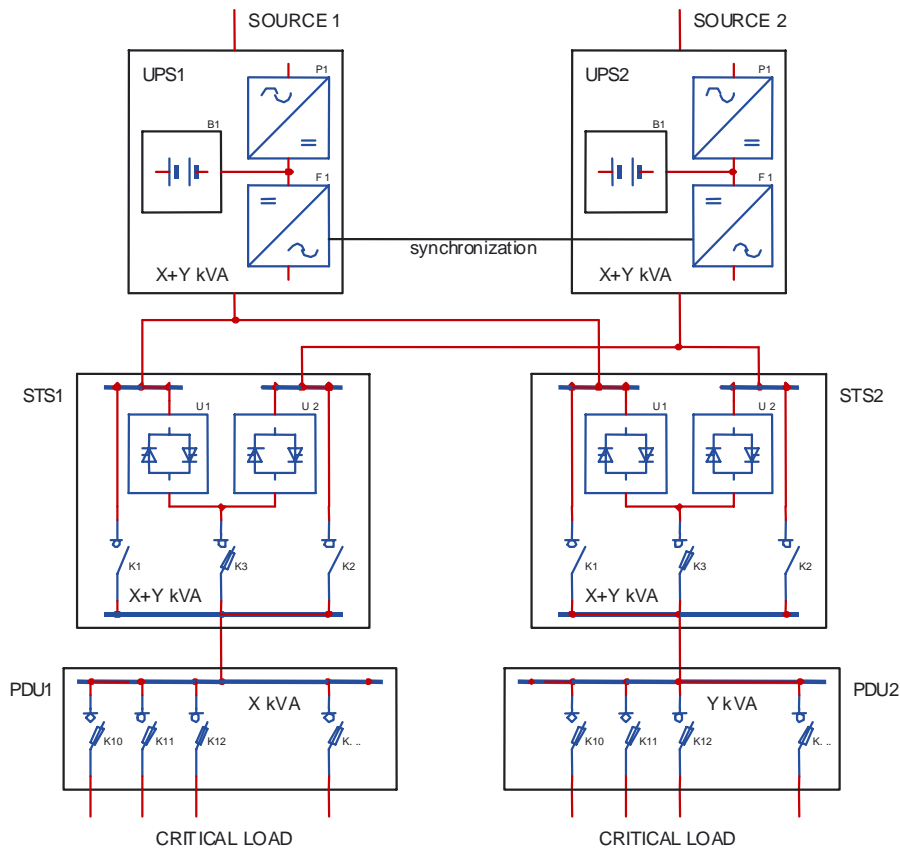 SOURCE 1
SOURCE 2
UPS1
P1
B1
F1
X+Y kVA
UPS2
P1
B1
F1
X+Y kVA
synchronization
STS1
U1
U2
K1
K3
K2
X+Y kVA
STS2
U1
U2
K1
K3
K2
X+Y kVA
PDU1
X kVA
K10
K11
K12
K...
PDU2
Y kVA
K10
K11
K12
K...
CRITICAL LOAD
CRITICAL LOAD